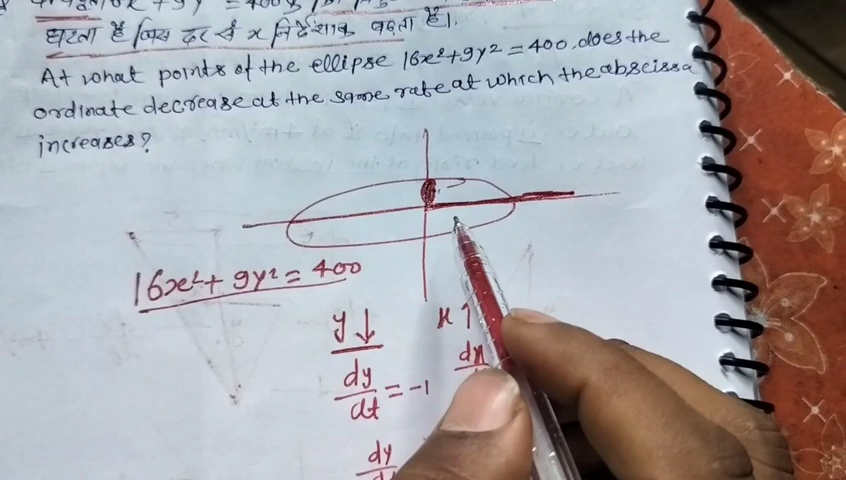 घटता है जिस दर से x निर्देशांक बढ़ता है।
At what points of the ellipse 16x²+9y² = 400. does the
ordinate decrease at the same rate at which the abscissa
increases?
16x²+9y² = 400
y↓ x↑
dy/dt = -1
dy